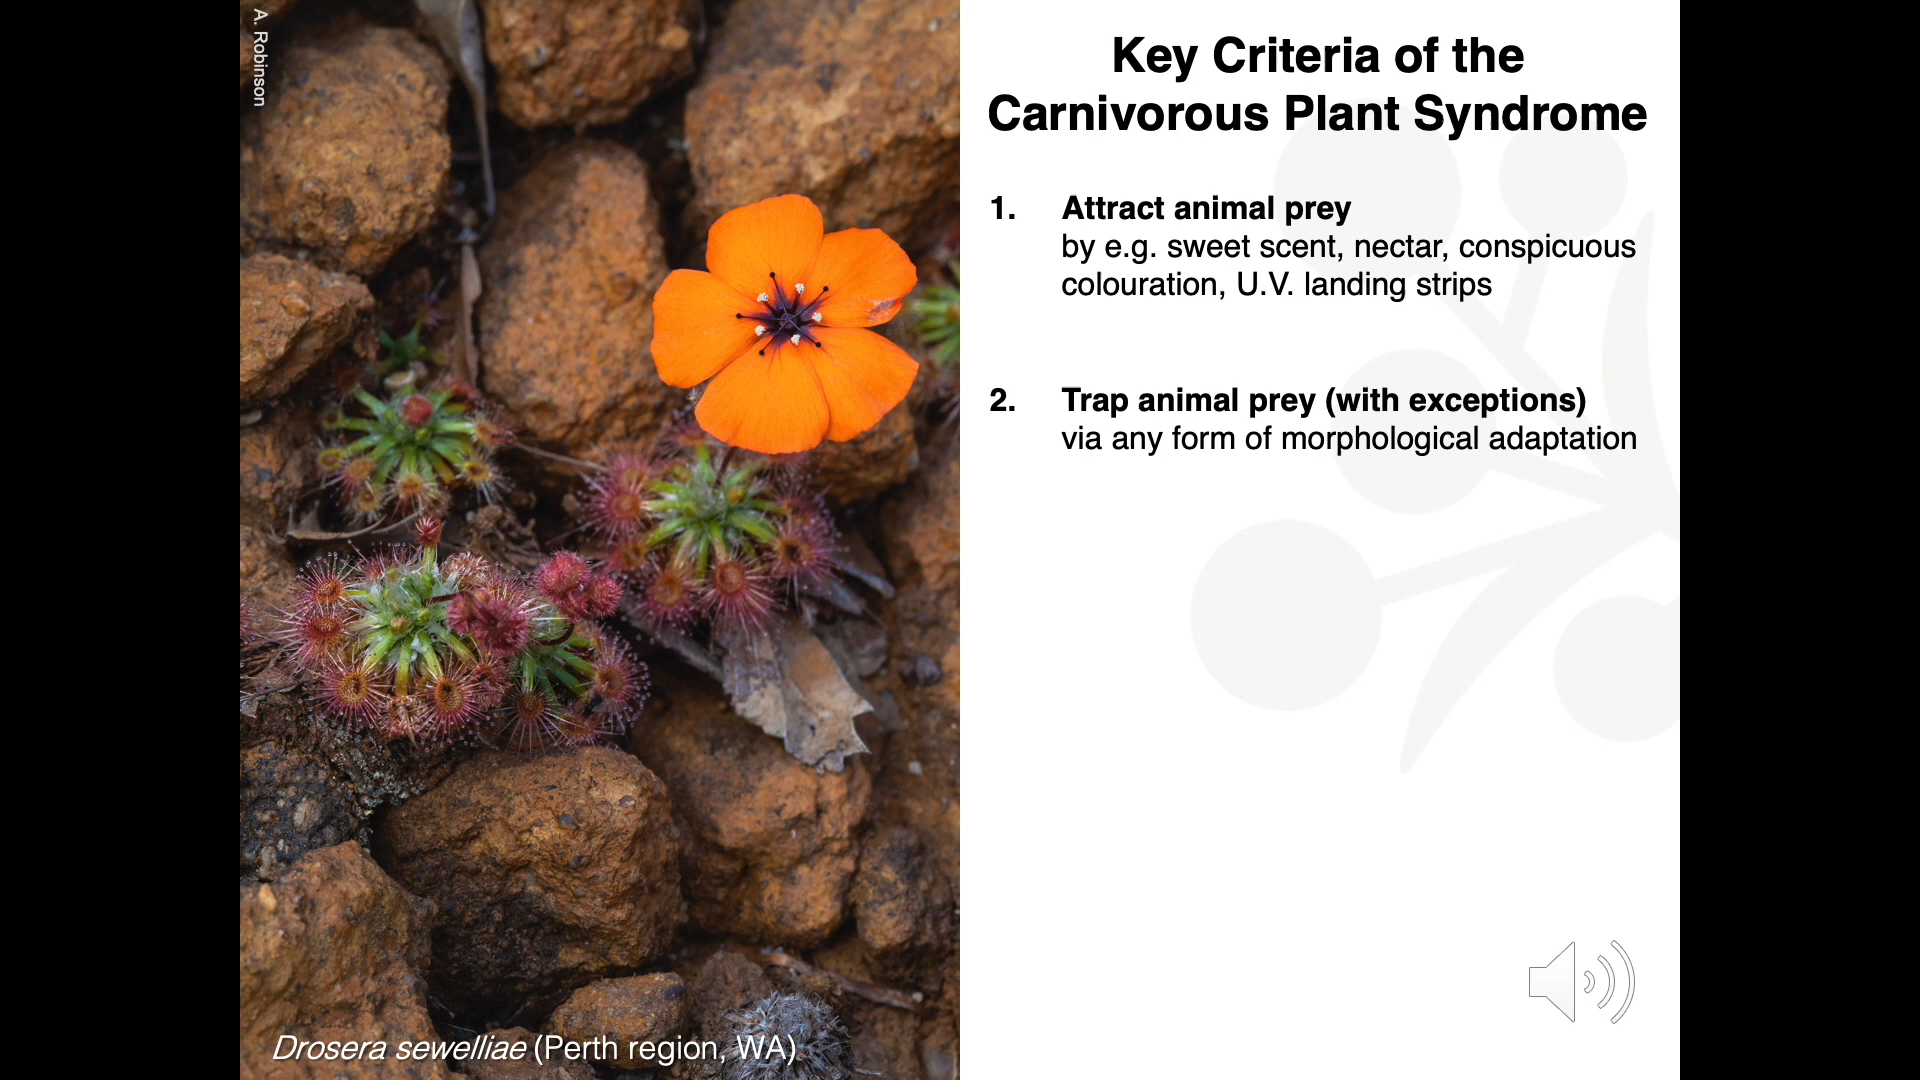 A. Robinson
Key Criteria of the
Carnivorous Plant Syndrome
1. Attract animal prey
by e.g. sweet scent, nectar, conspicuous
colouration, U.V. landing strips
2. Trap animal prey (with exceptions)
via any form of morphological adaptation
Drosera sewelliae (Perth region, WA)